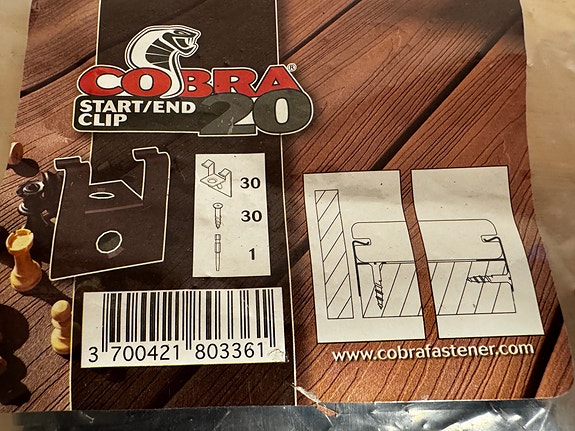 COBRA®
START/END
CLIP
20
30
30
1
3 700421 803361
www.cobrafastener.com